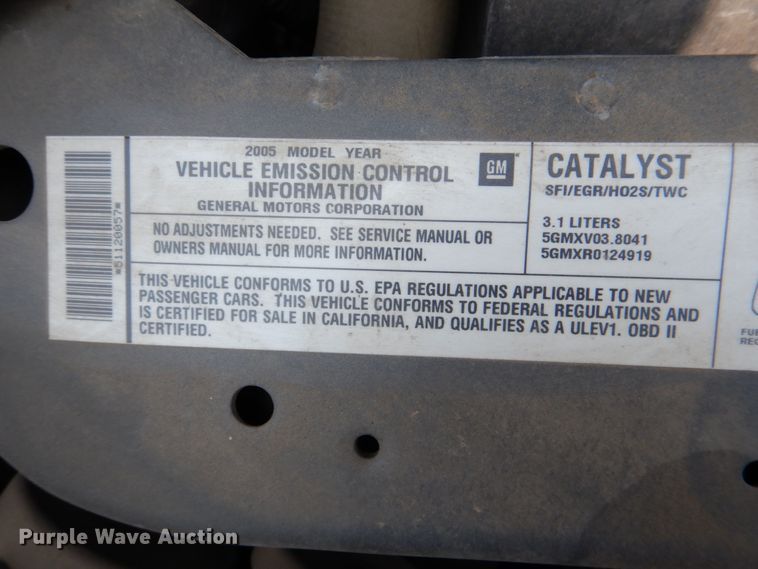 2005 MODEL YEAR
VEHICLE EMISSION CONTROL
INFORMATION
GENERAL MOTORS CORPORATION
GM
NO ADJUSTMENTS NEEDED. SEE SERVICE MANUAL OR
OWNERS MANUAL FOR MORE INFORMATION.
CATALYST
SFI/EGR/HO2S/TWC
3.1 LITERS
5GMXV03.8041
5GMXR0124919
THIS VEHICLE CONFORMS TO U.S. EPA REGULATIONS APPLICABLE TO NEW
PASSENGER CARS. THIS VEHICLE CONFORMS TO FEDERAL REGULATIONS AND
IS CERTIFIED FOR SALE IN CALIFORNIA, AND QUALIFIES AS A ULEV1. OBD II
CERTIFIED.
*51120057*
Purple Wave Auction